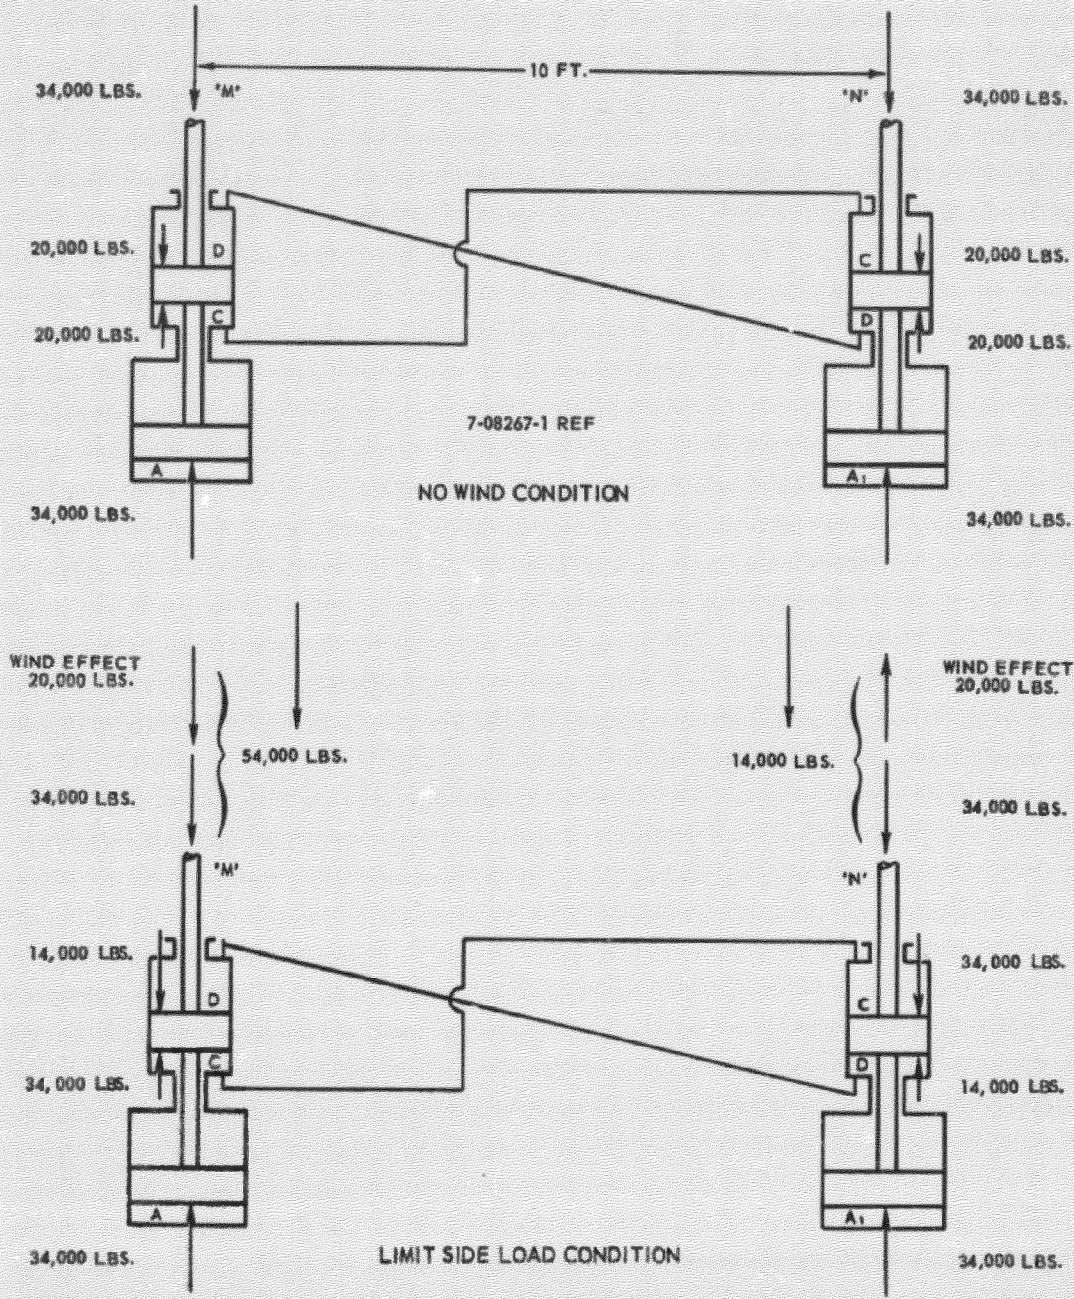 10 FT.
34,000 LBS.
'M'
'N'
34,000 LBS.
20,000 LBS.
D
C
20,000 LBS.
20,000 LBS.
C
D
20,000 LBS.
7-08267-1 REF
A
A1
NO WIND CONDITION
34,000 LBS.
34,000 LBS.
WIND EFFECT
20,000 LBS.
WIND EFFECT
20,000 LBS.
54,000 LBS.
14,000 LBS.
34,000 LBS.
34,000 LBS.
'M'
'N'
14,000 LBS.
34,000 LBS.
D
C
C
D
34,000 LBS.
14,000 LBS.
A
A1
LIMIT SIDE LOAD CONDITION
34,000 LBS.
34,000 LBS.